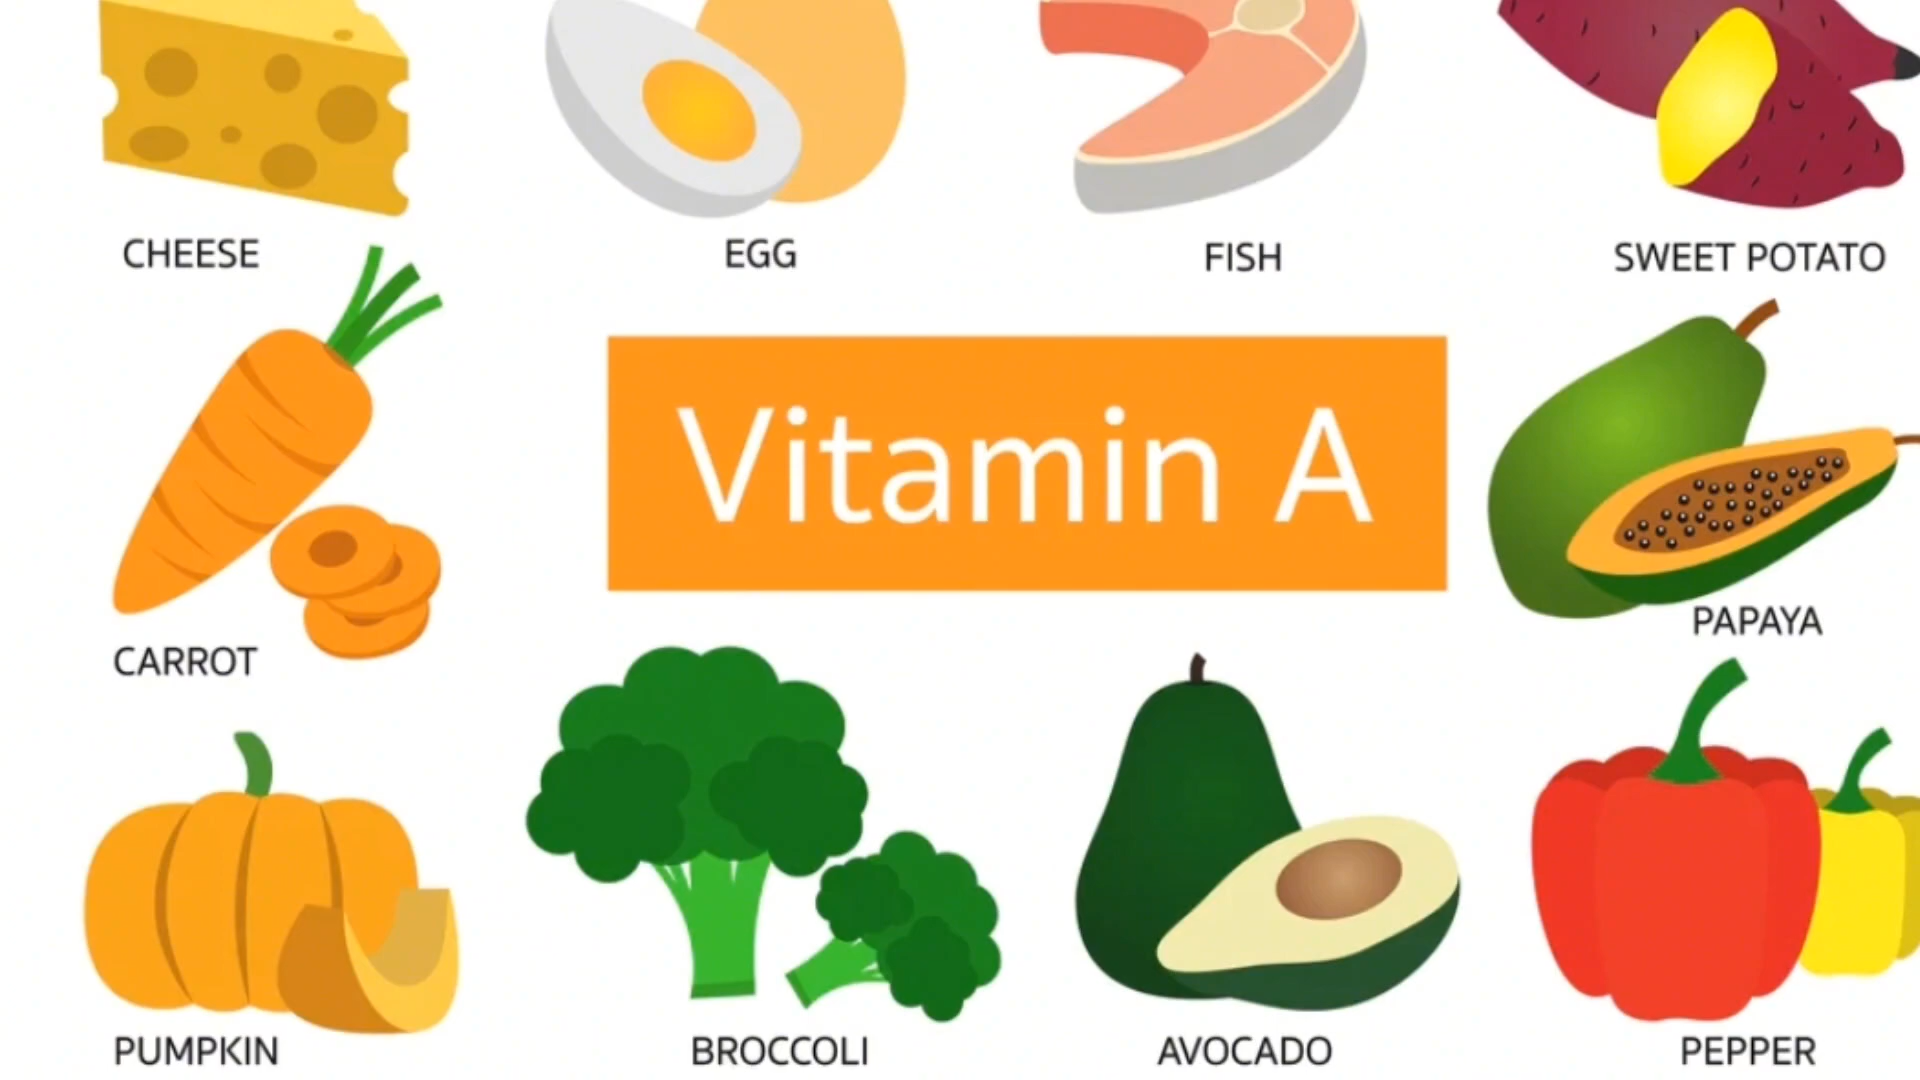 CHEESE
EGG
FISH
SWEET POTATO
Vitamin A
CARROT
PAPAYA
PUMPKIN
BROCCOLI
AVOCADO
PEPPER